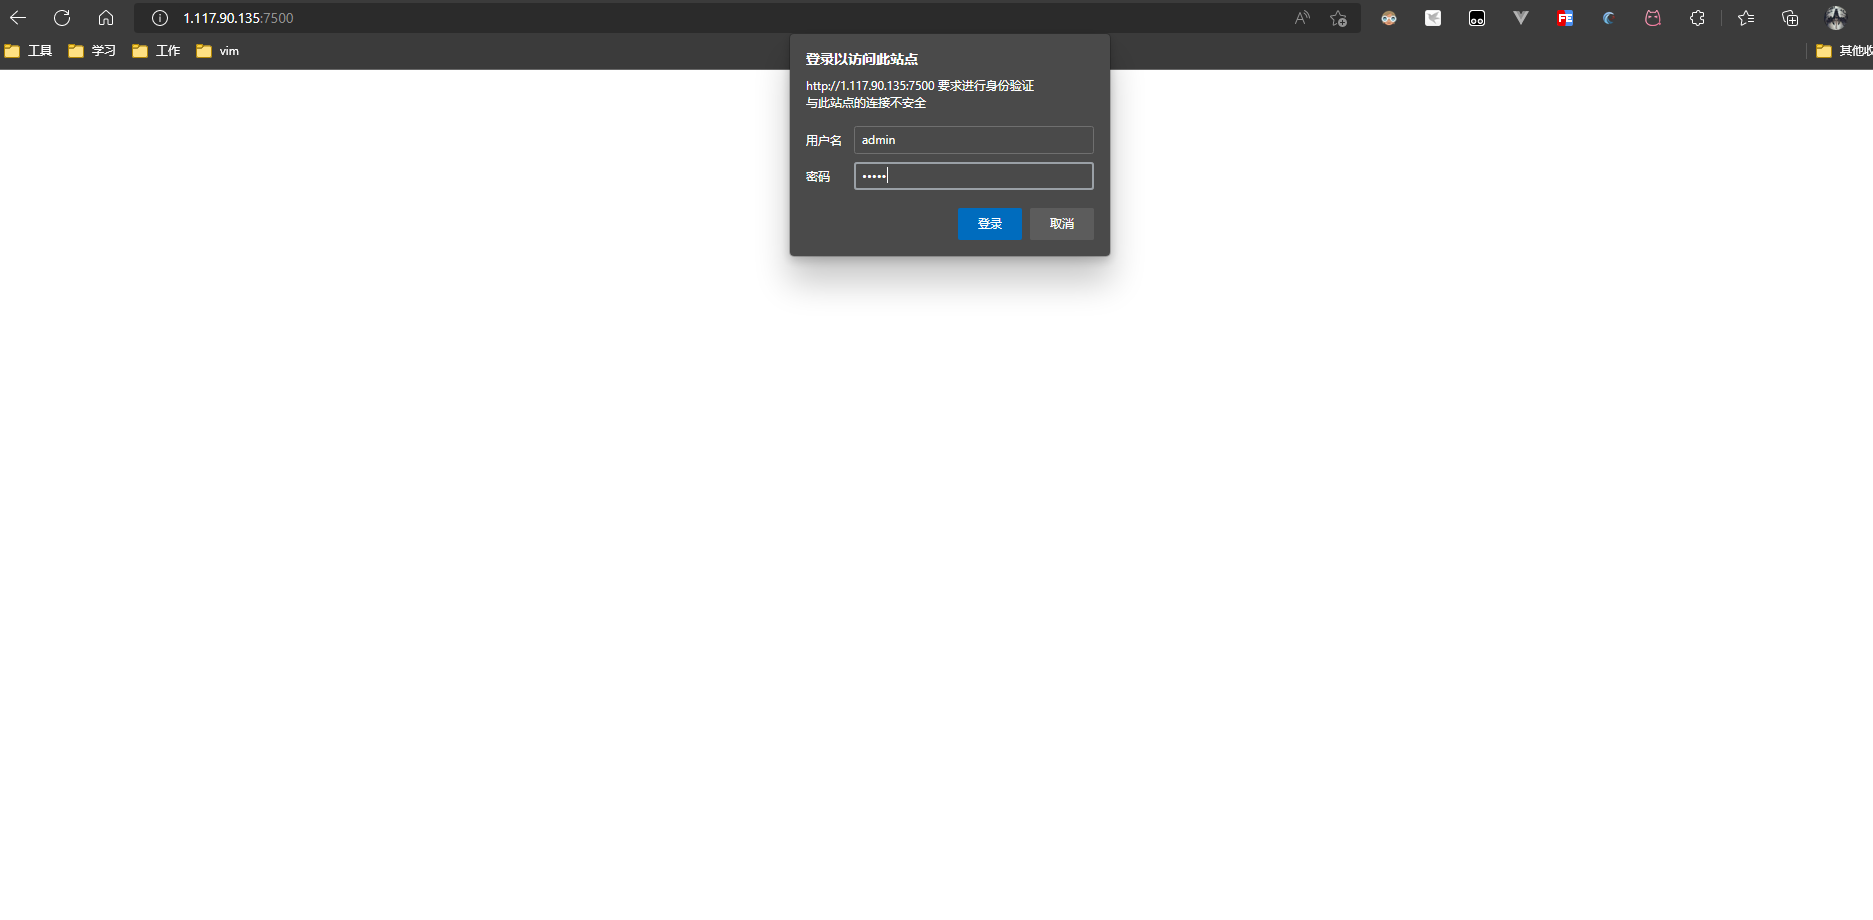 1.117.90.135:7500
工具 学习 工作 vim
FE
登录以访问此站点
http://1.117.90.135:7500 要求进行身份验证
与此站点的连接不安全
用户名 admin
密码 •••••
登录 取消
其他收